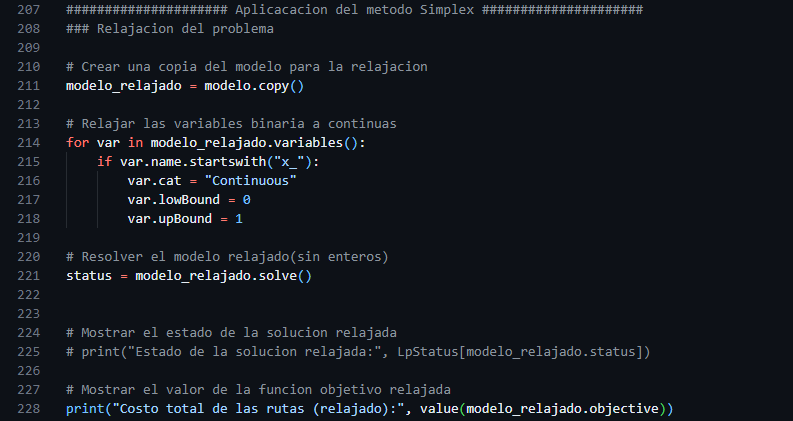 207 ##################### Aplicacacion del metodo Simplex #####################
208 ### Relajacion del problema
209
210 # Crear una copia del modelo para la relajacion
211 modelo_relajado = modelo.copy()
212
213 # Relajar las variables binaria a continuas
214 for var in modelo_relajado.variables():
215     if var.name.startswith("x_"):
216         var.cat = "Continuous"
217         var.lowBound = 0
218         var.upBound = 1
219
220 # Resolver el modelo relajado(sin enteros)
221 status = modelo_relajado.solve()
222
223
224 # Mostrar el estado de la solucion relajada
225 # print("Estado de la solucion relajada:", LpStatus[modelo_relajado.status])
226
227 # Mostrar el valor de la funcion objetivo relajada
228 print("Costo total de las rutas (relajado):", value(modelo_relajado.objective))